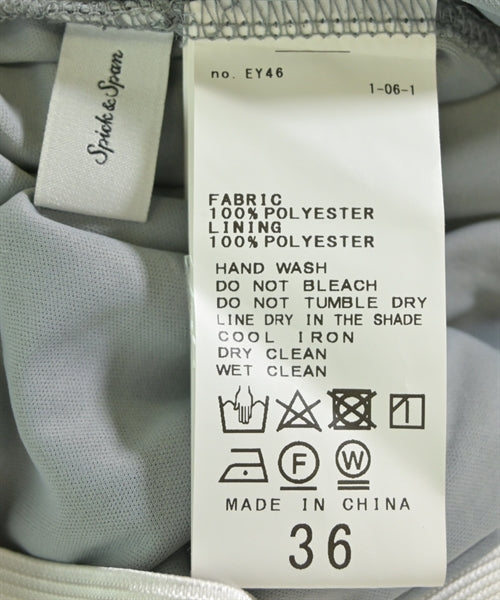 Spick&Span
no. EY46
1-06-1
FABRIC
100% POLYESTER
LINING
100% POLYESTER
HAND WASH
DO NOT BLEACH
DO NOT TUMBLE DRY
LINE DRY IN THE SHADE
COOL IRON
DRY CLEAN
WET CLEAN
F W
MADE IN CHINA
36